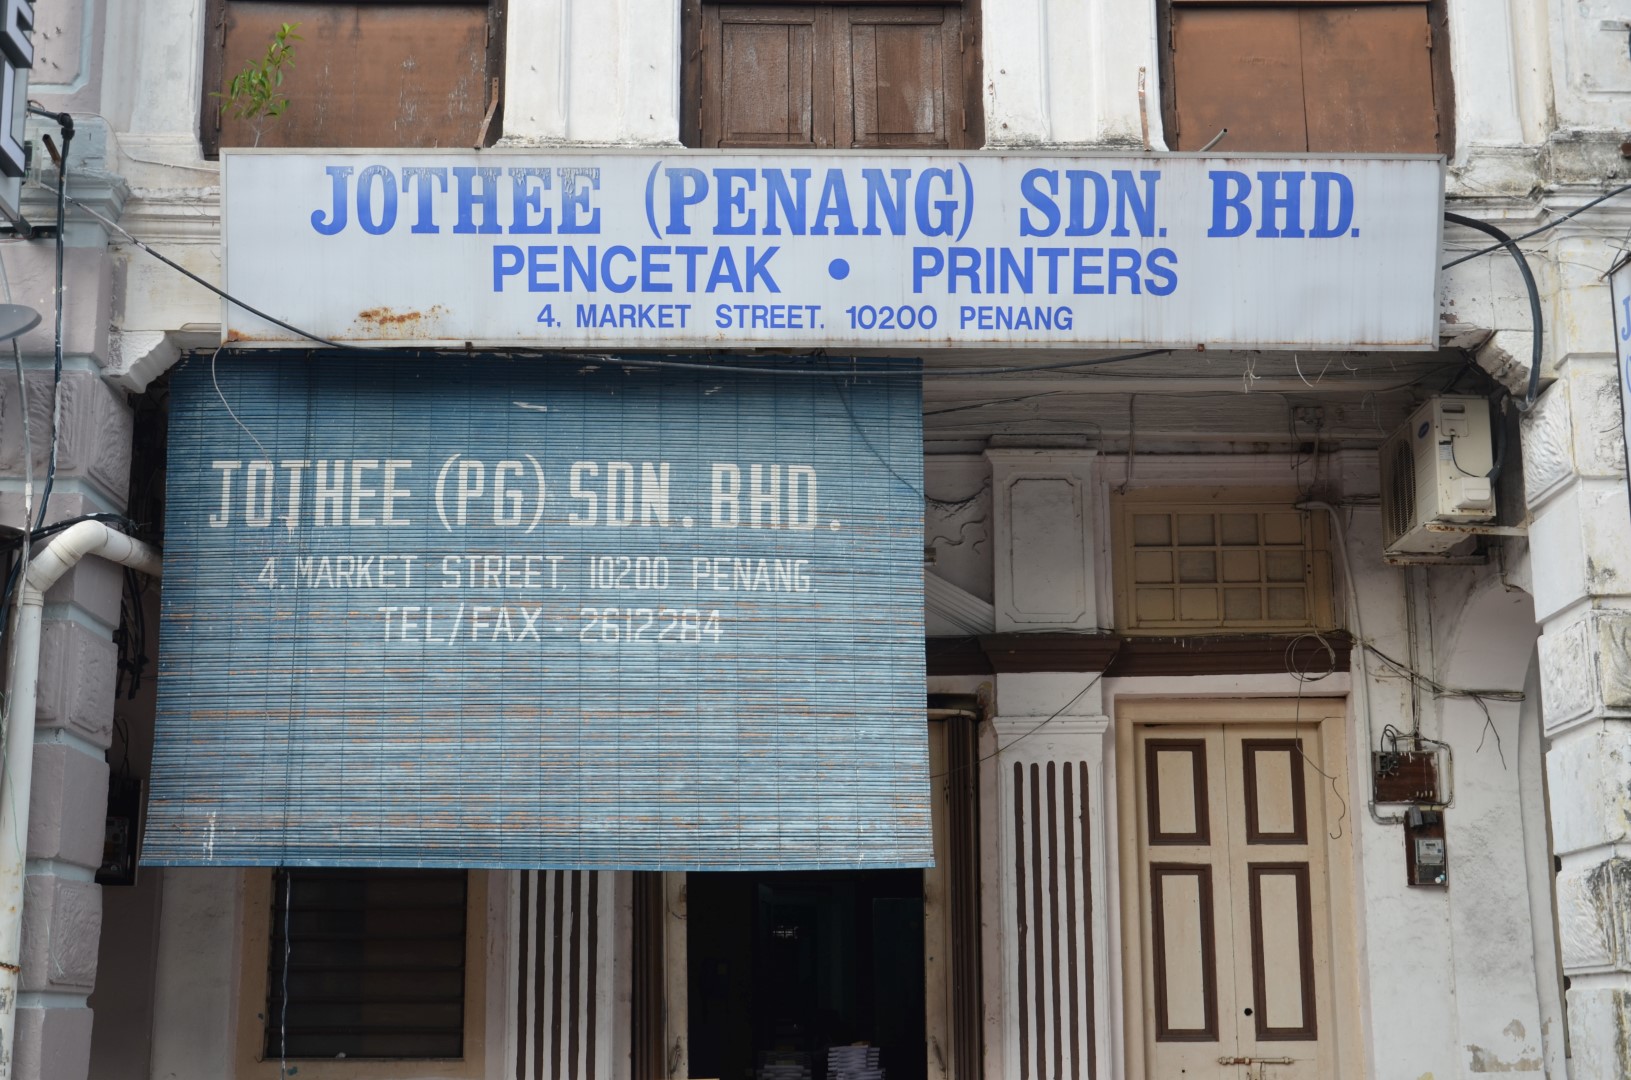 JOTHEE (PENANG) SDN. BHD.
PENCETAK • PRINTERS
4. MARKET STREET. 10200 PENANG
JOTHEE (PG) SDN. BHD.
4. MARKET STREET, 10200 PENANG.
TEL/FAX - 2612284